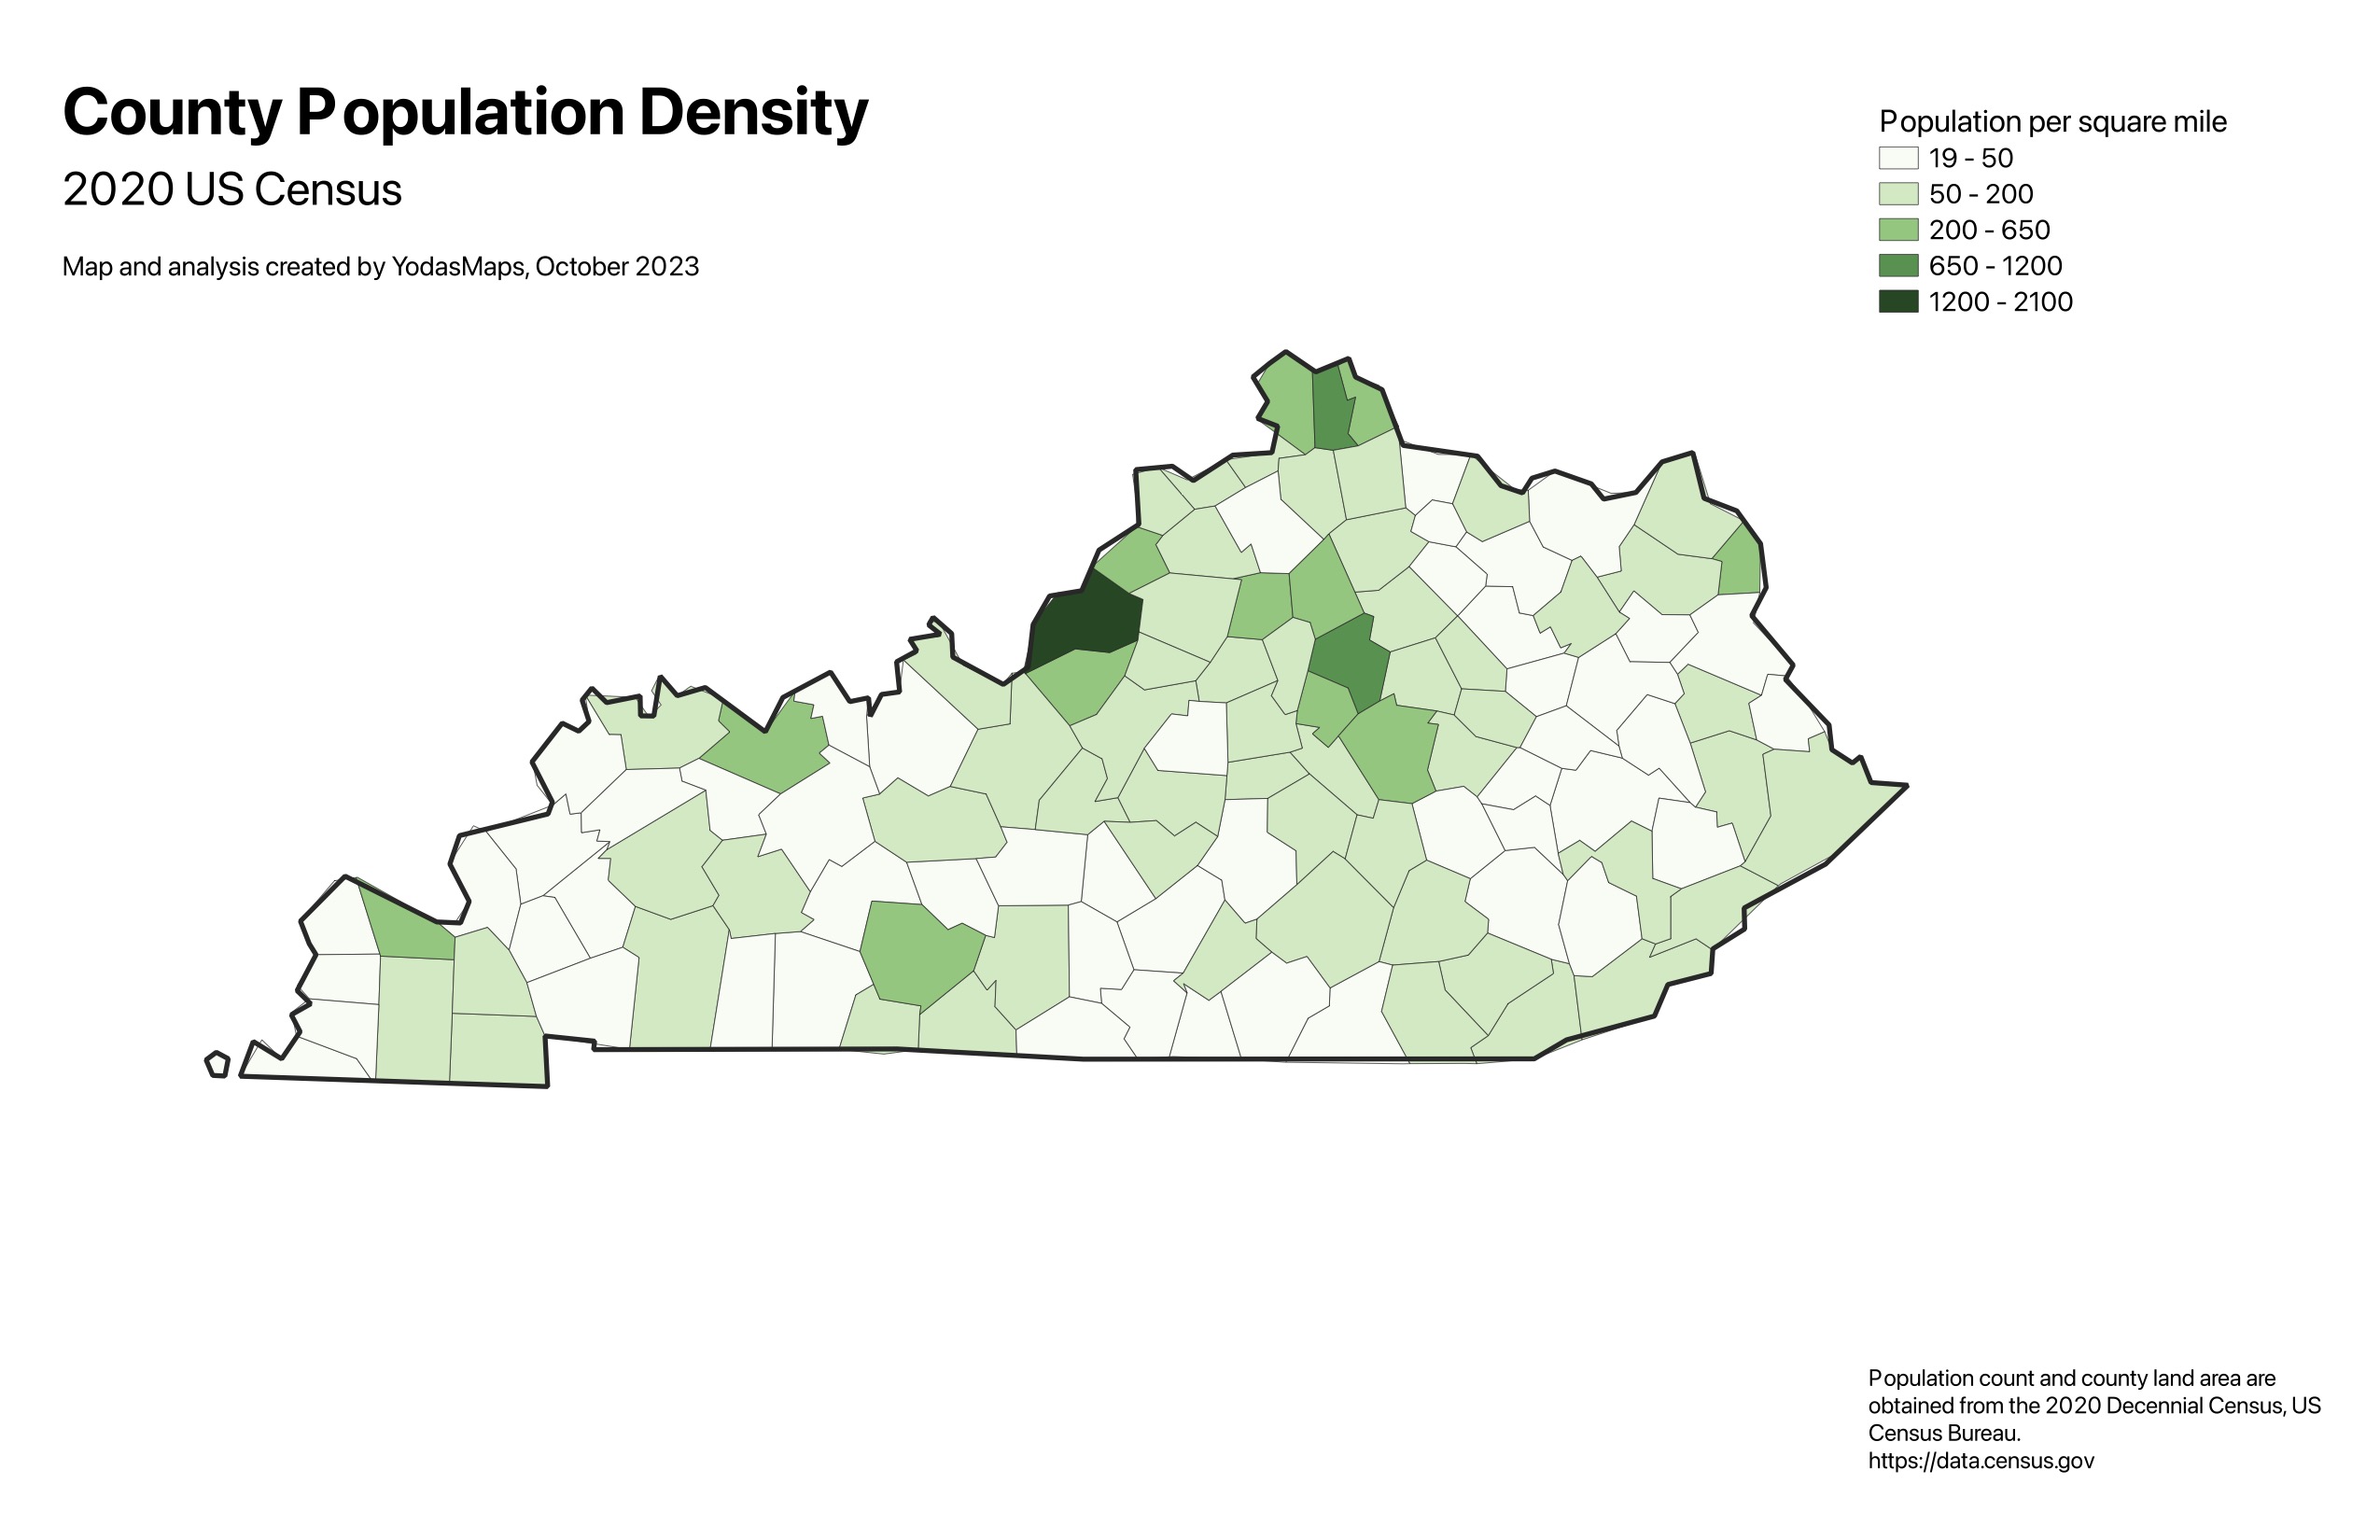 County Population Density
2020 US Census
Map and analysis created by YodasMaps, October 2023
Population per square mile
19 - 50
50 - 200
200 - 650
650 - 1200
1200 - 2100
Population count and county land area are
obtained from the 2020 Decennial Census, US
Census Bureau.
https://data.census.gov